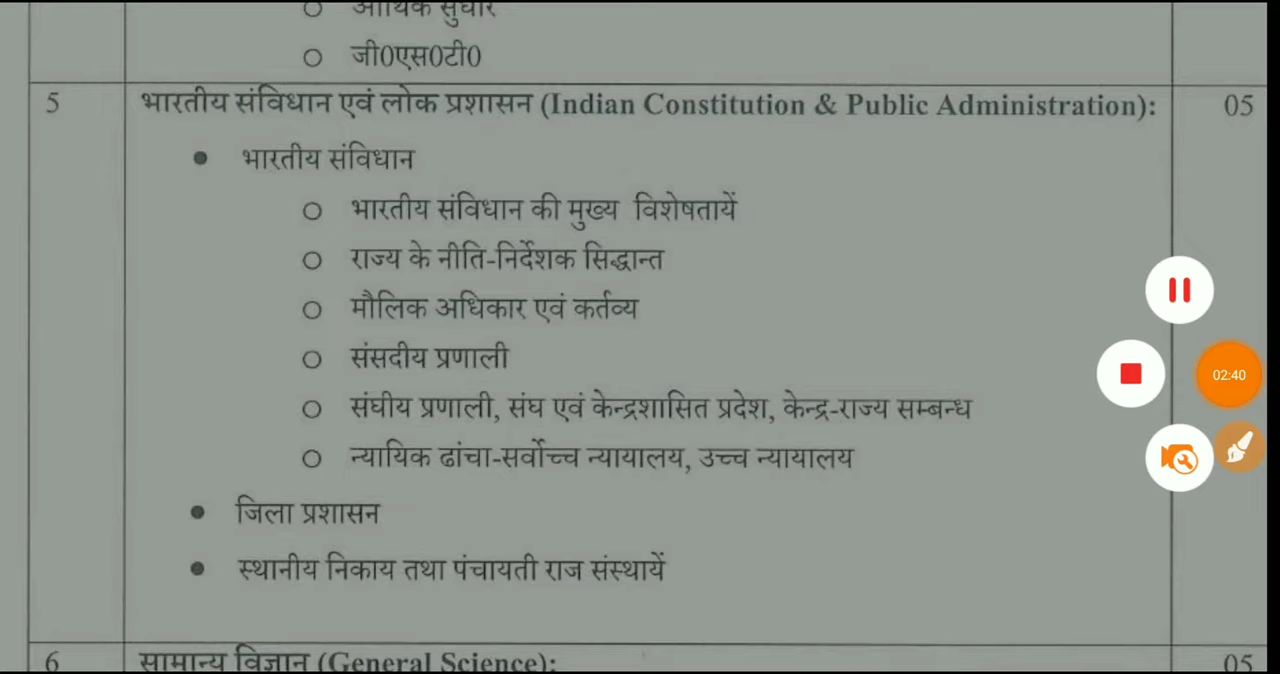 आर्थिक सुधार
जी0एस0टी0
5 भारतीय संविधान एवं लोक प्रशासन (Indian Constitution & Public Administration): 05
भारतीय संविधान
भारतीय संविधान की मुख्य विशेषतायें
राज्य के नीति-निर्देशक सिद्धान्त
मौलिक अधिकार एवं कर्तव्य
संसदीय प्रणाली
संघीय प्रणाली, संघ एवं केन्द्रशासित प्रदेश, केन्द्र-राज्य सम्बन्ध
02:40
न्यायिक ढांचा-सर्वोच्च न्यायालय, उच्च न्यायालय
जिला प्रशासन
स्थानीय निकाय तथा पंचायती राज संस्थायें
6 सामान्य विज्ञान (General Science): 05